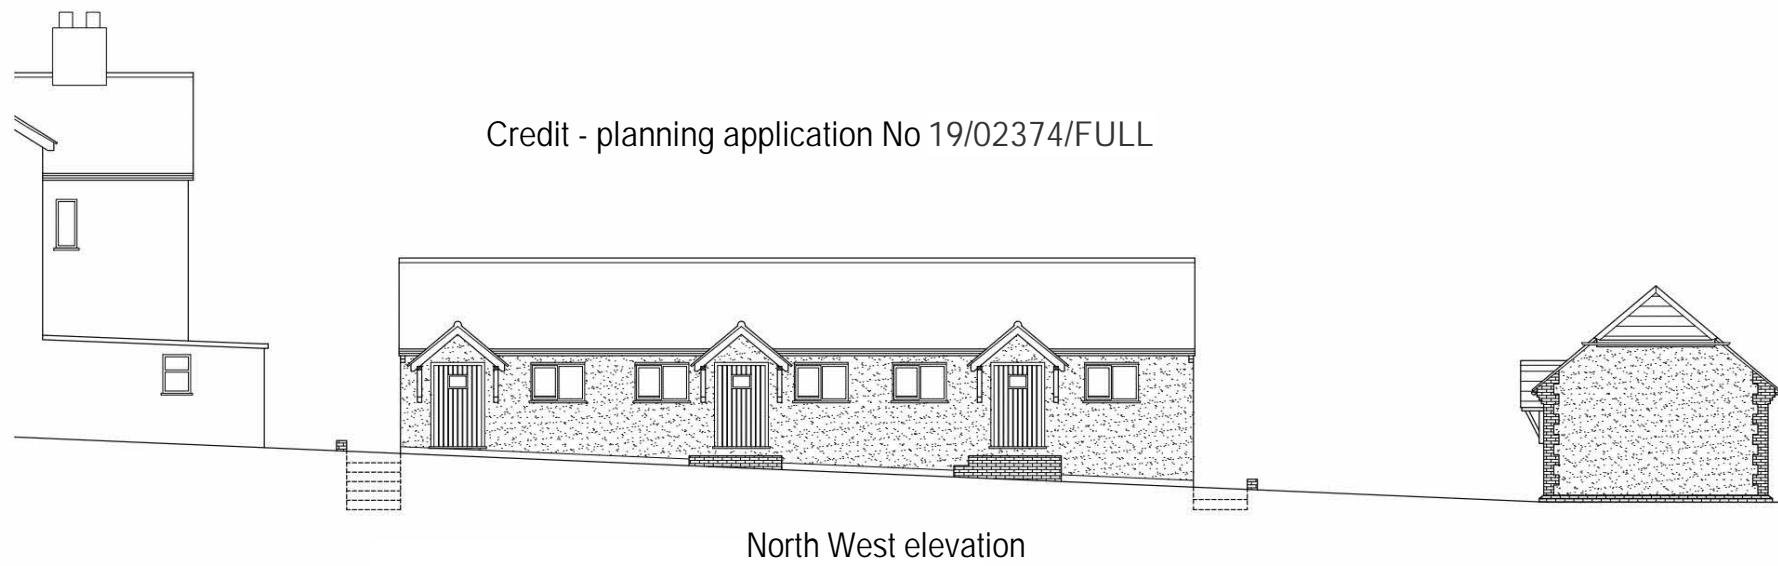 Credit - planning application No 19/02374/FULL
North West elevation